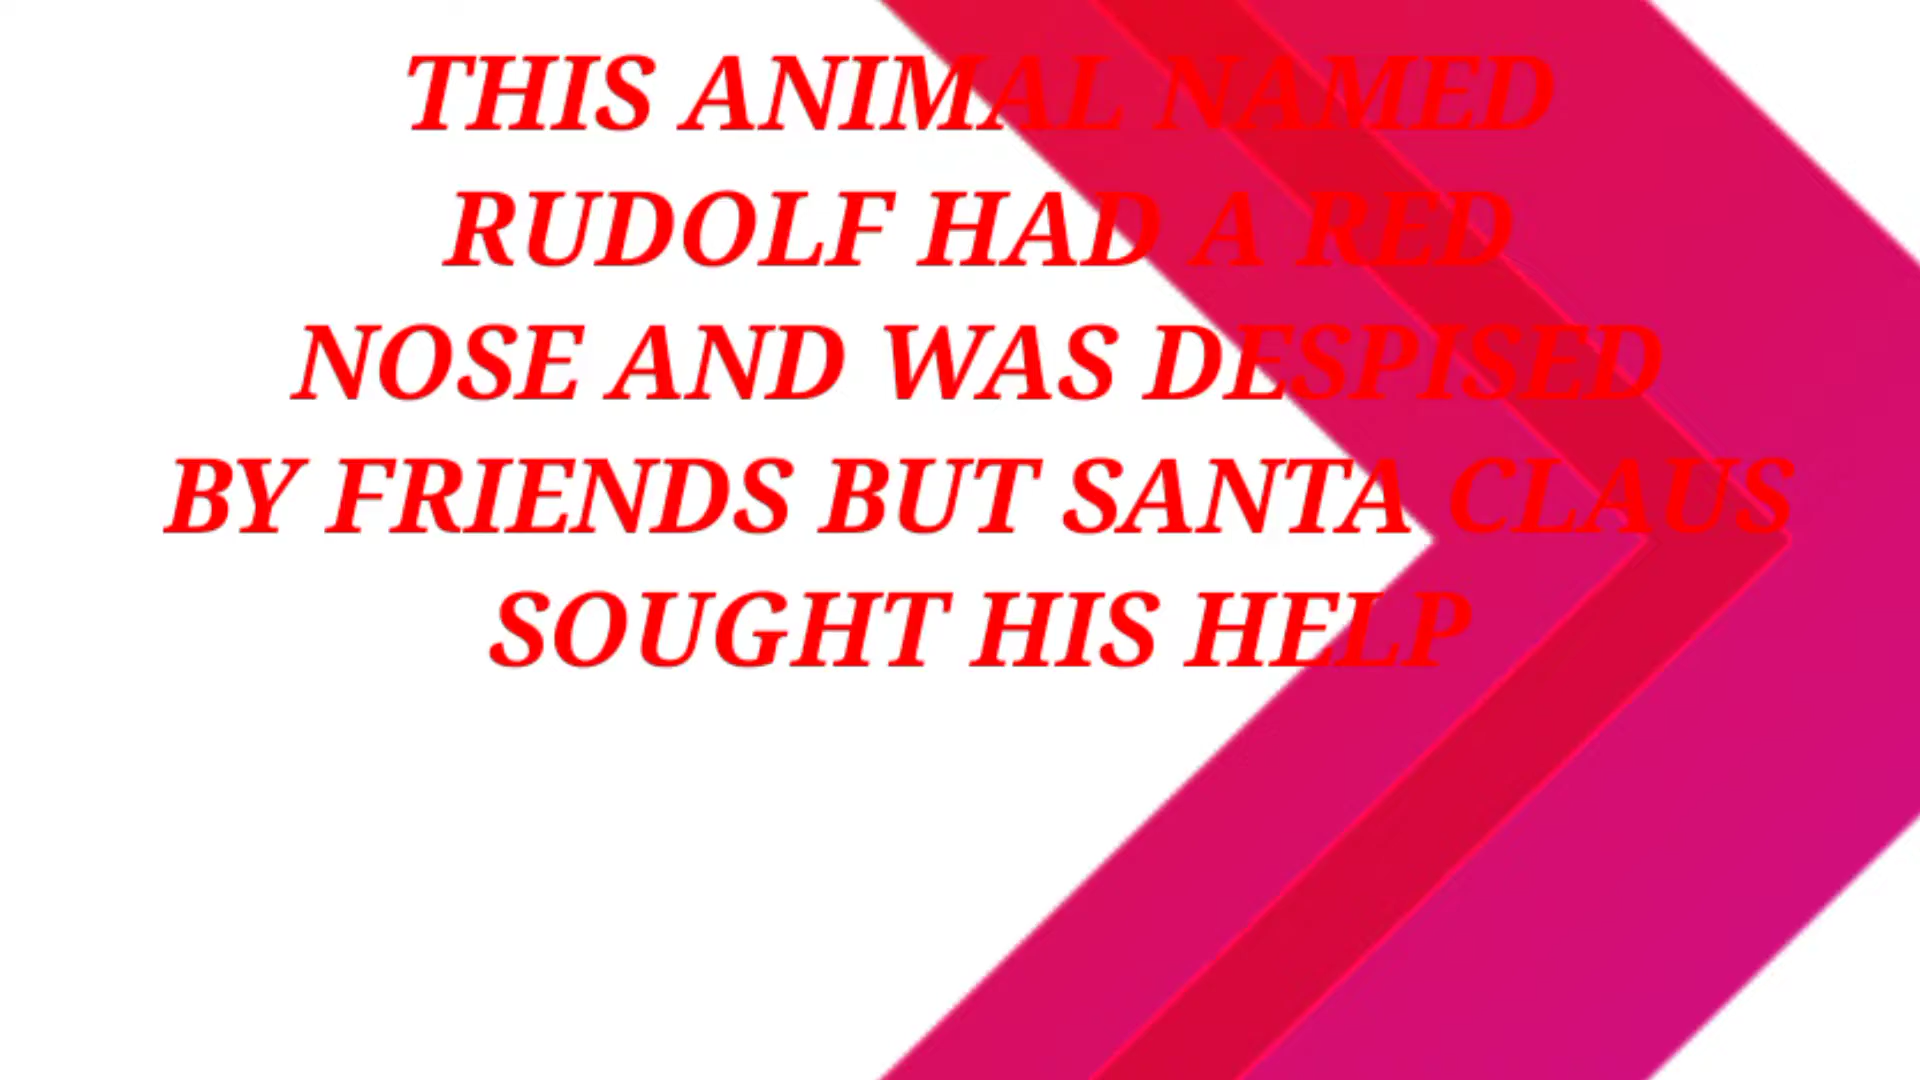 THIS ANIMAL NAMED
RUDOLF HAD A RED
NOSE AND WAS DESPISED
BY FRIENDS BUT SANTA CLAUS
SOUGHT HIS HELP